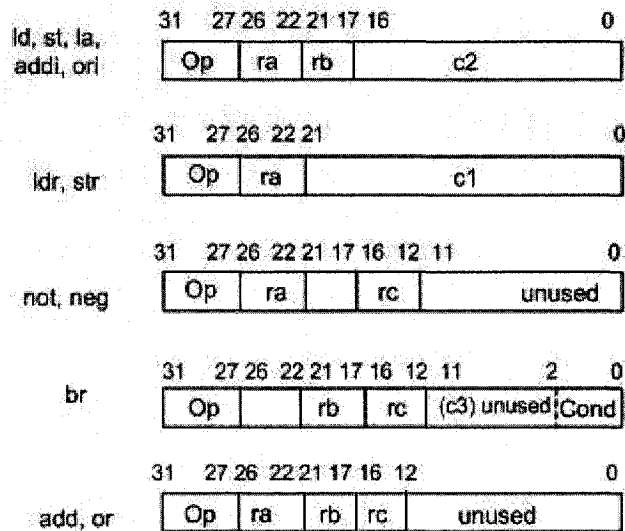 31 27 26 22 21 17 16 0
ld, st, la,
addi, ori
Op ra rb c2
31 27 26 22 21 0
ldr, str
Op ra c1
31 27 26 22 21 17 16 12 11 0
not, neg
Op ra rc unused
31 27 26 22 21 17 16 12 11 2 0
br
Op rb rc (c3) unused Cond
31 27 26 22 21 17 16 12 0
add, or
Op ra rb rc unused